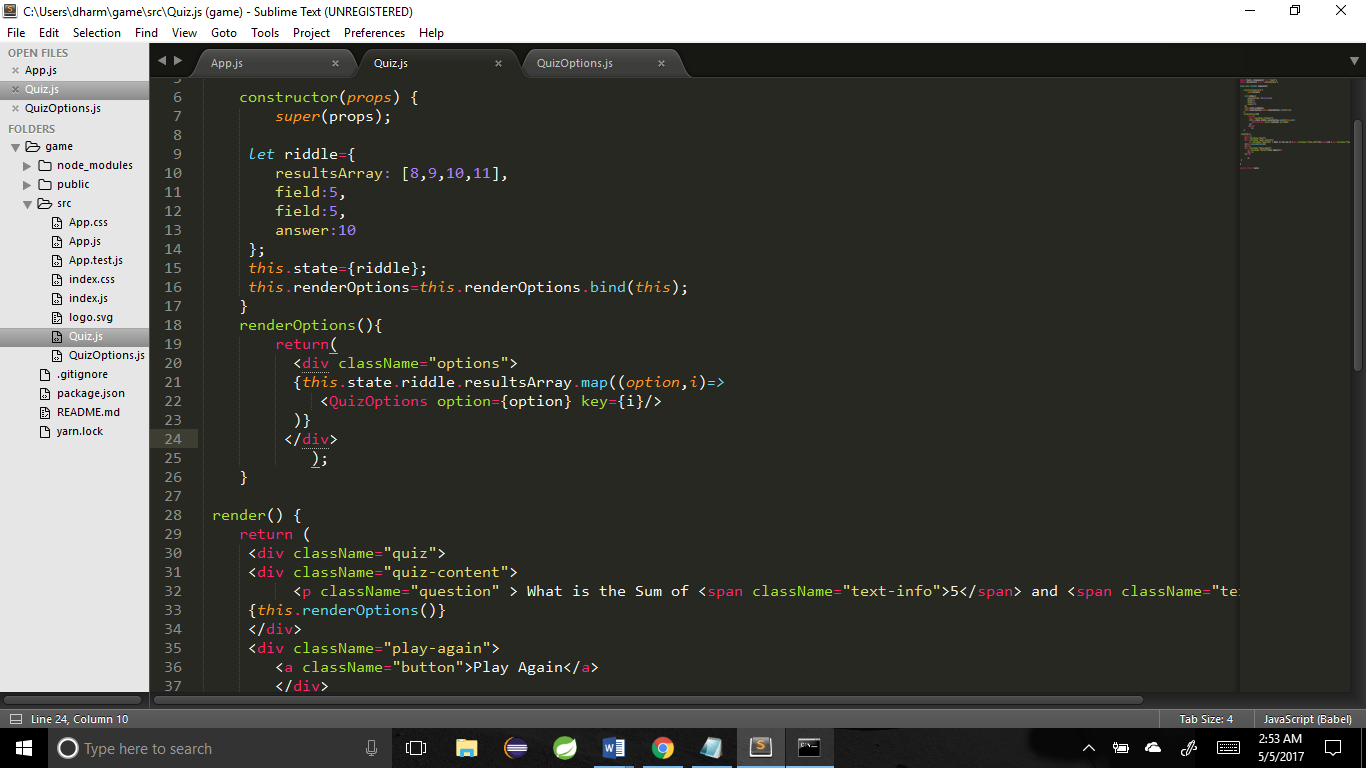 C:\Users\dharm\game\src\Quiz.js (game) - Sublime Text (UNREGISTERED)
File Edit Selection Find View Goto Tools Project Preferences Help
OPEN FILES
App.js
Quiz.js
QuizOptions.js
FOLDERS
game
node_modules
public
src
App.css
App.js
App.test.js
index.css
index.js
logo.svg
Quiz.js
QuizOptions.js
.gitignore
package.json
README.md
yarn.lock
App.js × Quiz.js × QuizOptions.js ×
6 constructor(props) {
7 super(props);
8
9 let riddle={
10 resultsArray: [8,9,10,11],
11 field:5,
12 field:5,
13 answer:10
14 };
15 this.state={riddle};
16 this.renderOptions=this.renderOptions.bind(this);
17 }
18 renderOptions(){
19 return(
20 <div className="options">
21 {this.state.riddle.resultsArray.map((option,i)=>
22 <QuizOptions option={option} key={i}/>
23 )}
24 </div>
25 );
26 }
27
28 render() {
29 return (
30 <div className="quiz">
31 <div className="quiz-content">
32 <p className="question" > What is the Sum of <span className="text-info">5</span> and <span className="te
33 {this.renderOptions()}
34 </div>
35 <div className="play-again">
36 <a className="button">Play Again</a>
37 </div>
Line 24, Column 10 Tab Size: 4 JavaScript (Babel)
Type here to search
2:53 AM
5/5/2017